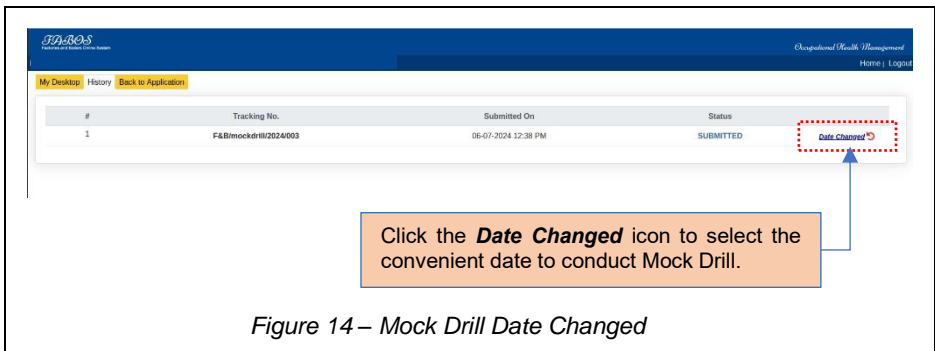 FABOS
Factories and Boilers Online System
Occupational Health Management
Home | Logout
My Desktop History Back to Application
# Tracking No. Submitted On Status
1 F&B/mockdrill/2024/003 06-07-2024 12:38 PM SUBMITTED Date Changed
Click the Date Changed icon to select the
convenient date to conduct Mock Drill.
Figure 14 – Mock Drill Date Changed